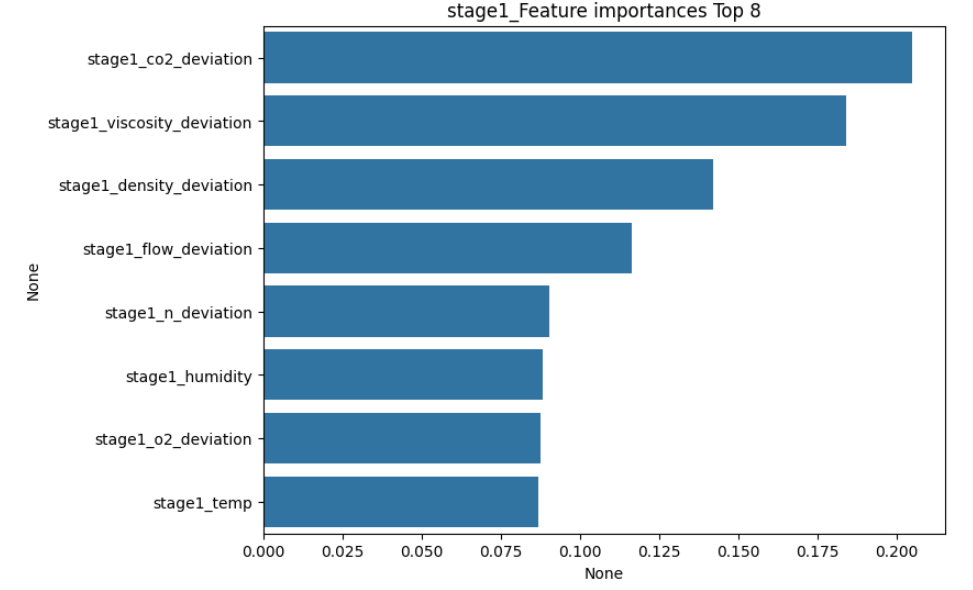 stage1_Feature importances Top 8
stage1_co2_deviation
stage1_viscosity_deviation
stage1_density_deviation
stage1_flow_deviation
None
stage1_n_deviation
stage1_humidity
stage1_o2_deviation
stage1_temp
0.000 0.025 0.050 0.075 0.100 0.125 0.150 0.175 0.200
None